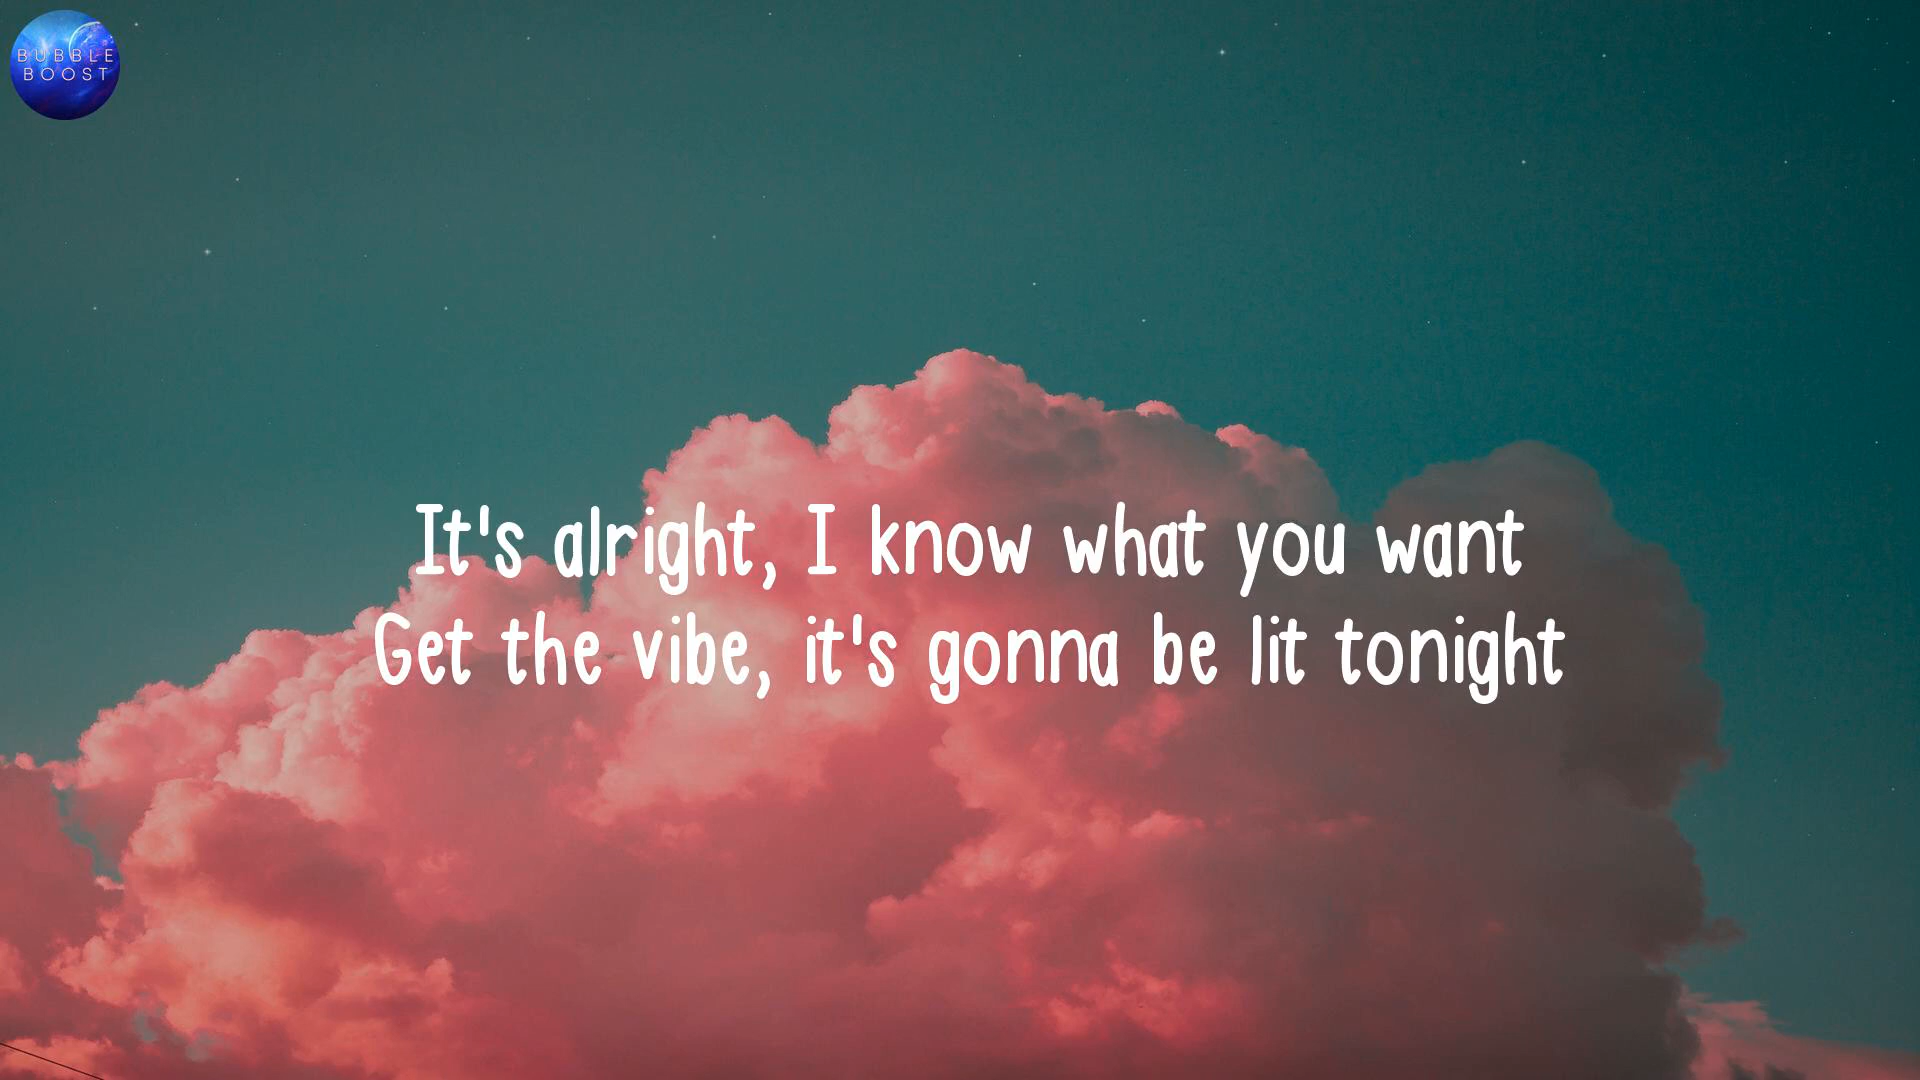 BUBBLE
BOOST
It's alright, I know what you want
Get the vibe, it's gonna be lit tonight